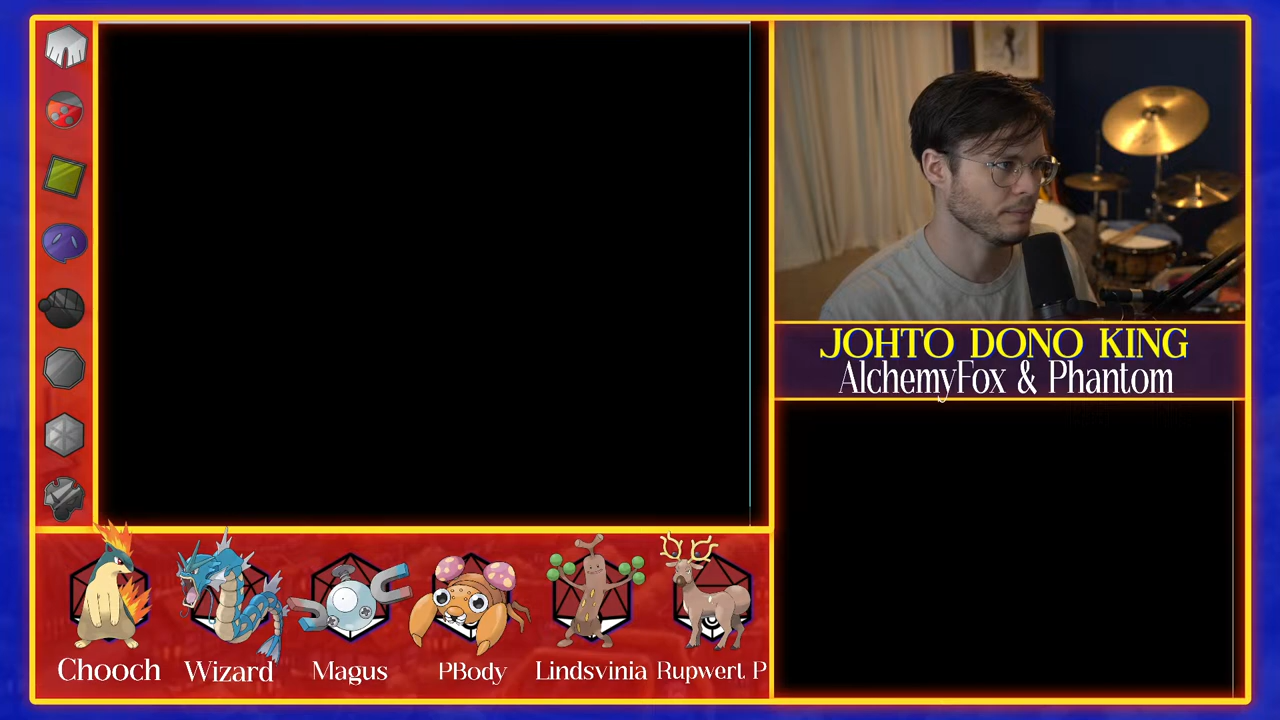 JOHTO DONO KING
AlchemyFox & Phantom
Chooch
Wizard
Magus
PBody
Lindsvinia
Rupwert P